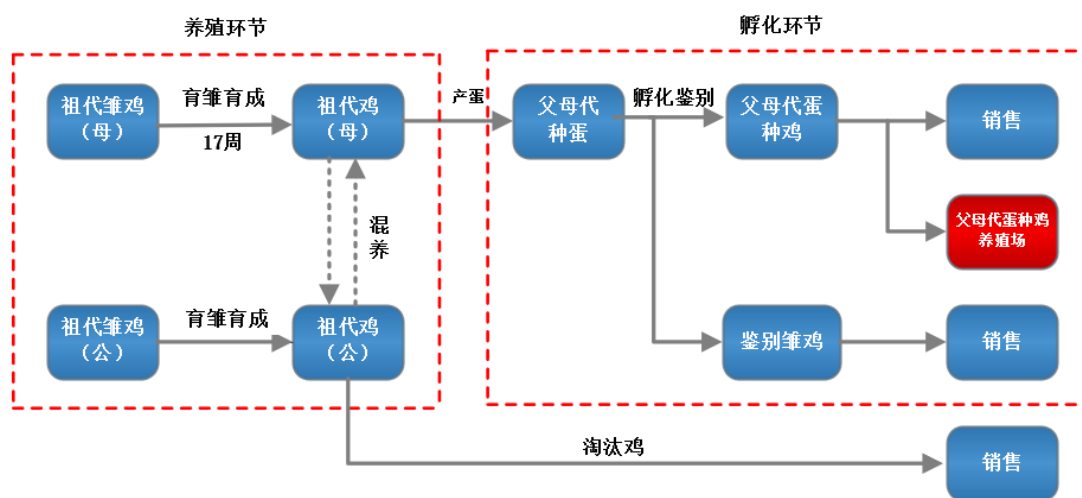 养殖环节
孵化环节
祖代雏鸡
（母）
育雏育成
17周
祖代鸡
（母）
产蛋
父母代
种蛋
孵化鉴别
父母代蛋
种鸡
销售
混
养
父母代蛋种鸡
养殖场
祖代雏鸡
（公）
育雏育成
祖代鸡
（公）
鉴别雏鸡
销售
淘汰鸡
销售